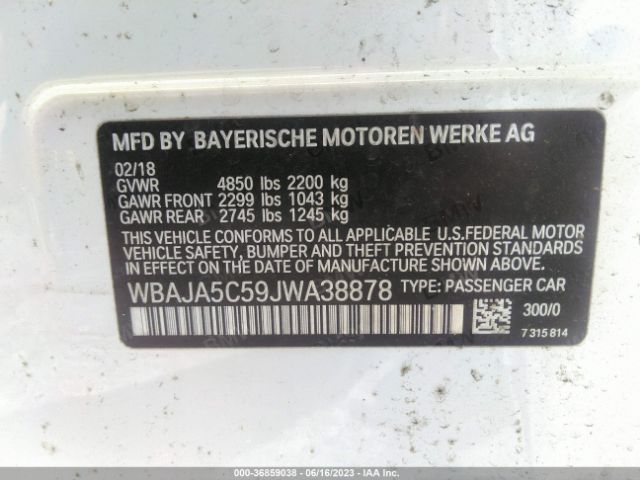 MFD BY BAYERISCHE MOTOREN WERKE AG
02/18
GVWR 4850 lbs 2200 kg
GAWR FRONT 2299 lbs 1043 kg
GAWR REAR 2745 lbs 1245 kg
THIS VEHICLE CONFORMS TO ALL APPLICABLE U.S.FEDERAL MOTOR
VEHICLE SAFETY, BUMPER AND THEFT PREVENTION STANDARDS
IN EFFECT ON THE DATE OF MANUFACTURE SHOWN ABOVE.
WBAJA5C59JWA38878 TYPE: PASSENGER CAR
300/0
7 315 814
000-36859038 - 06/16/2023 - IAA Inc.